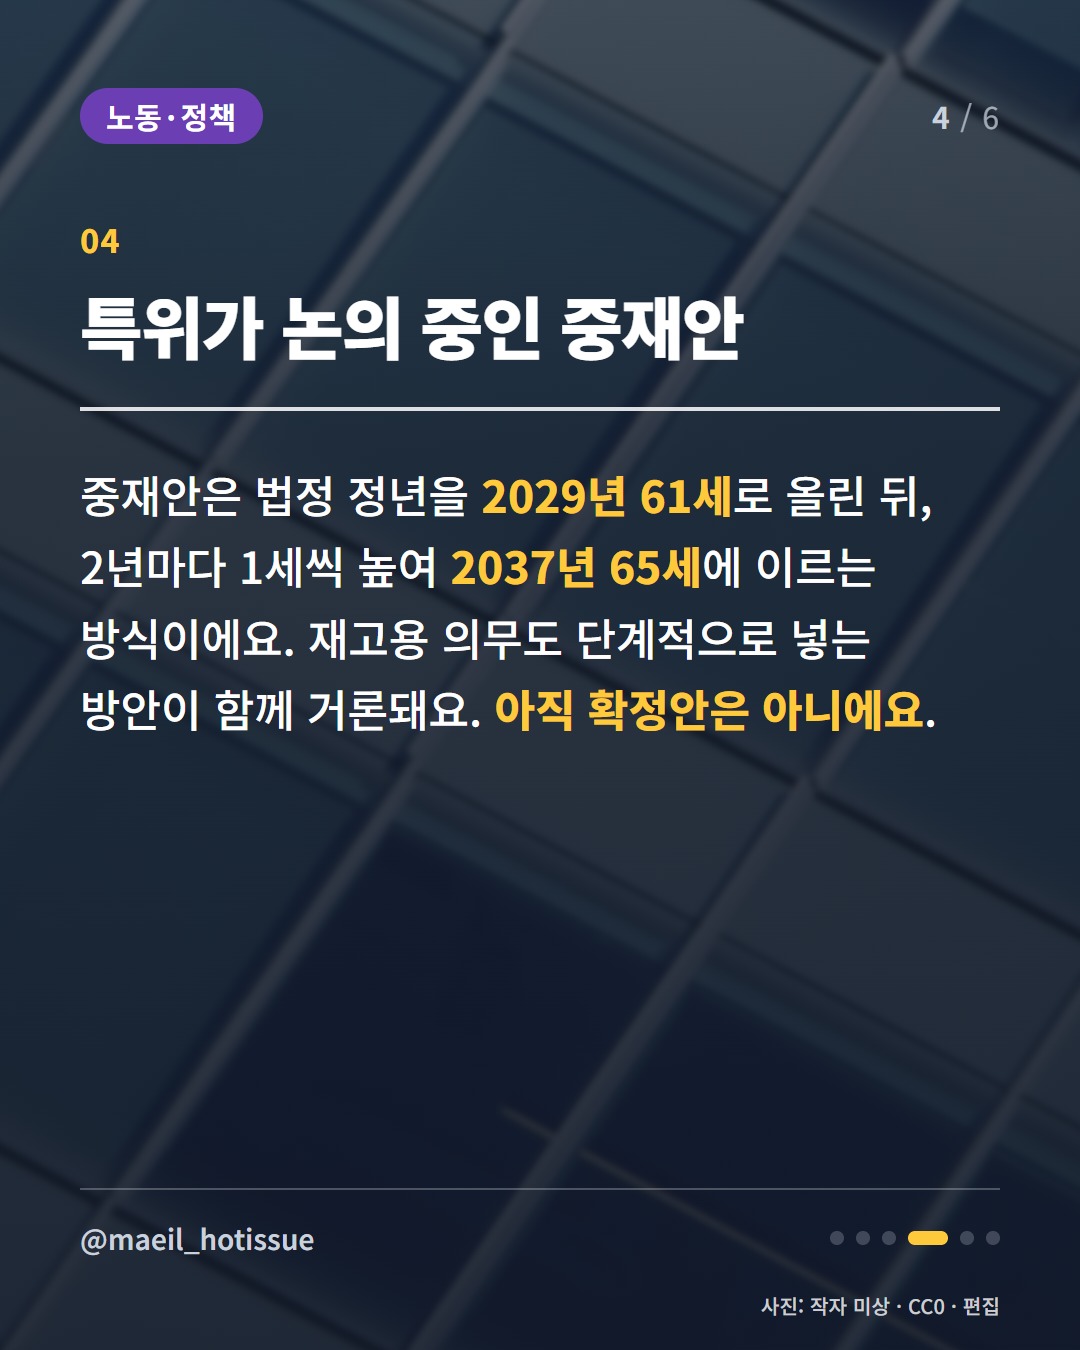 노동·정책
4 / 6
04
특위가 논의 중인 중재안
중재안은 법정 정년을 2029년 61세로 올린 뒤,
2년마다 1세씩 높여 2037년 65세에 이르는
방식이에요. 재고용 의무도 단계적으로 넣는
방안이 함께 거론돼요. 아직 확정안은 아니에요.
@maeil_hotissue
사진: 작자 미상 · CC0 · 편집